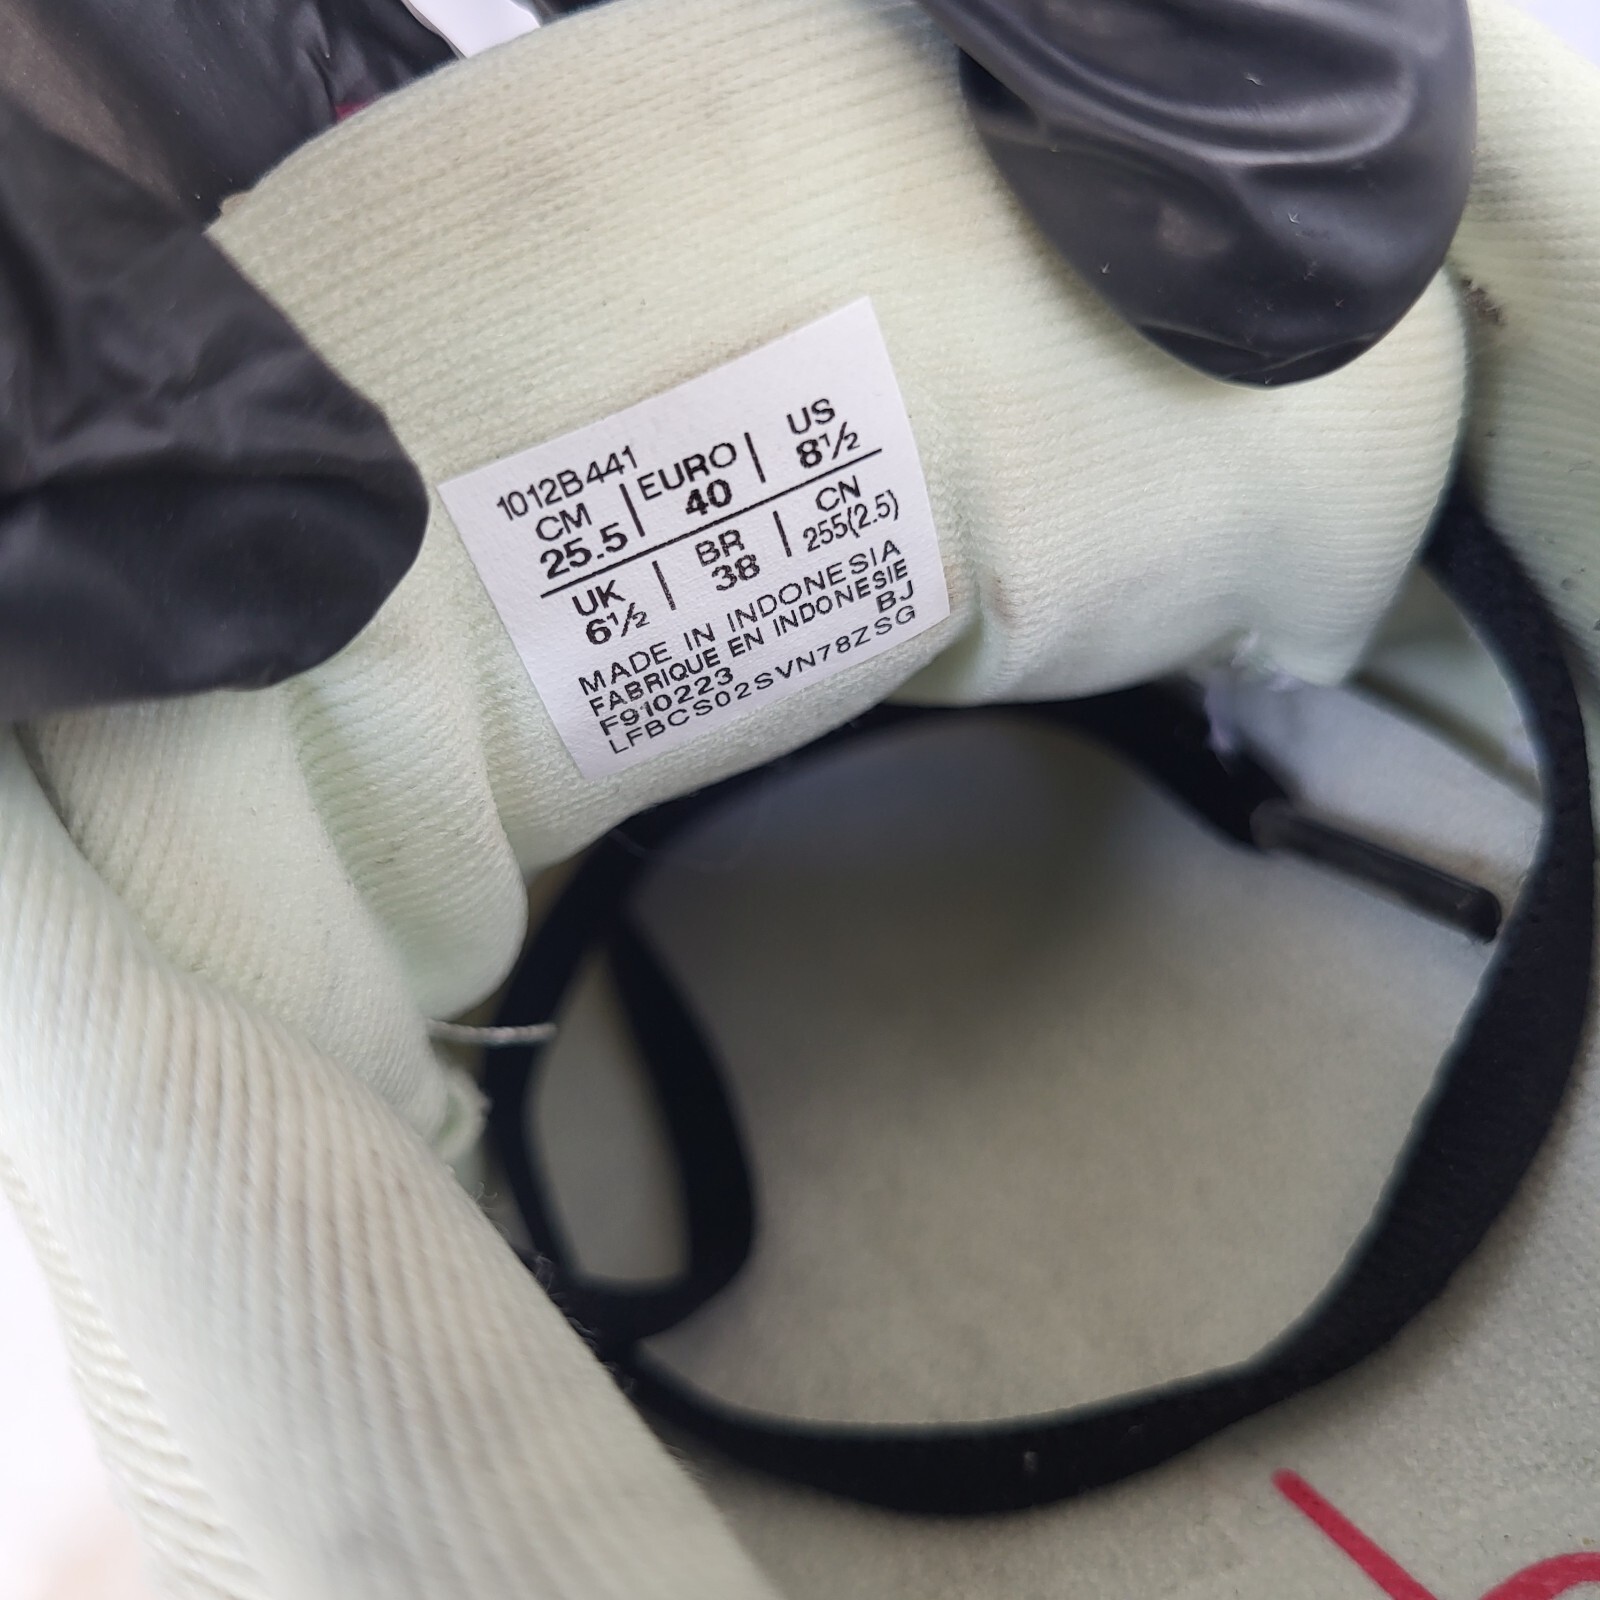 1012B441
CM | EURO | US
25.5 | 40 | 8½
UK | BR | CN
6½ | 38 | 255(2.5)
MADE IN INDONESIA
FABRIQUE EN INDONESIE
F910223 BJ
LFBCS02SVN78ZSG